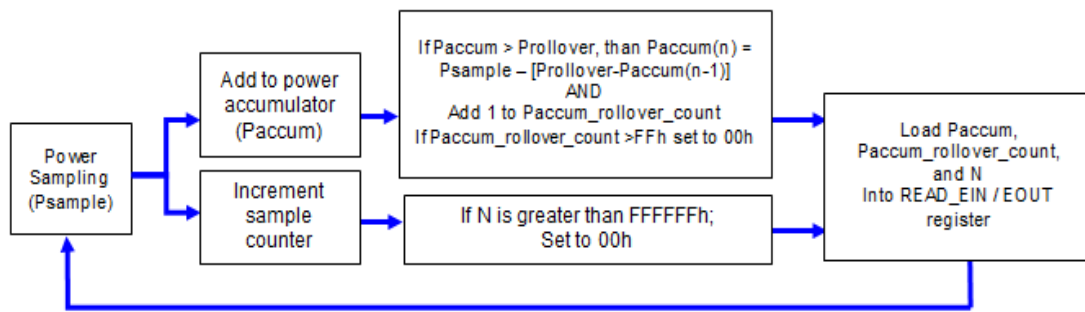 Power
Sampling
(Psample)
Add to power
accumulator
(Paccum)
Increment
sample
counter
If Paccum > Prollover, than Paccum(n) =
Psample – [Prollover-Paccum(n-1)]
AND
Add 1 to Paccum_rollover_count
If Paccum_rollover_count >FFh set to 00h
If N is greater than FFFFFFh;
Set to 00h
Load Paccum,
Paccum_rollover_count,
and N
Into READ_EIN / EOUT
register